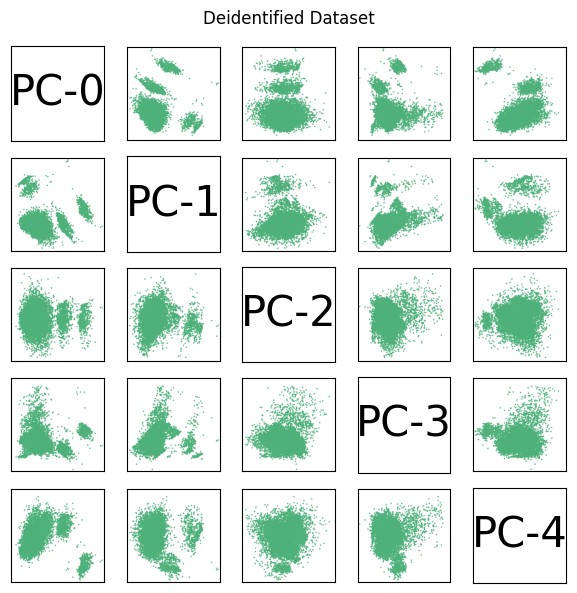 Deidentified Dataset
PC-0
PC-1
PC-2
PC-3
PC-4